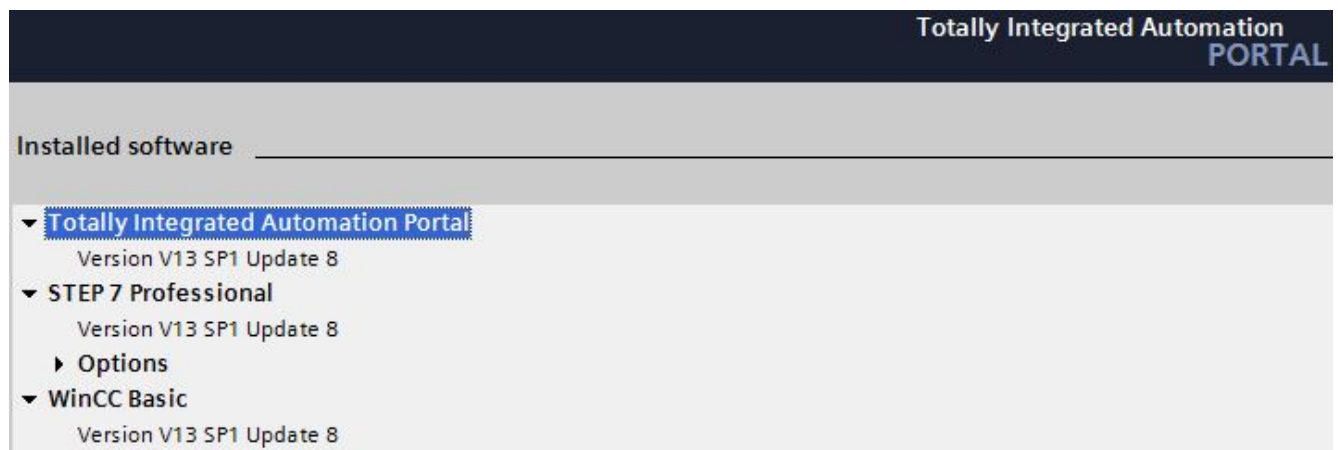 Totally Integrated Automation
PORTAL
Installed software
Totally Integrated Automation Portal
Version V13 SP1 Update 8
STEP 7 Professional
Version V13 SP1 Update 8
Options
WinCC Basic
Version V13 SP1 Update 8